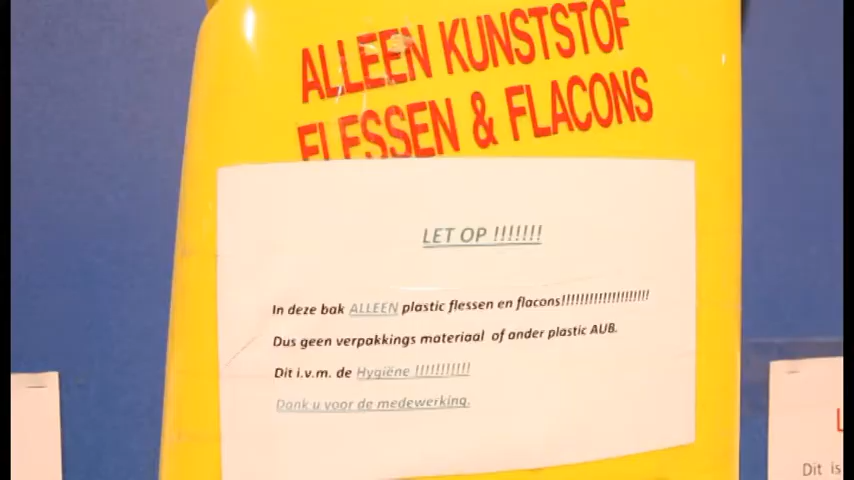 ALLEEN KUNSTSTOF
FLESSEN & FLACONS
LET OP !!!!!!!
In deze bak ALLEEN plastic flessen en flacons!!!!!!!!!!!!!!!!!!!!
Dus geen verpakkings materiaal of ander plastic AUB.
Dit i.v.m. de Hygiëne !!!!!!!!!!!
Dank u voor de medewerking.
Dit is